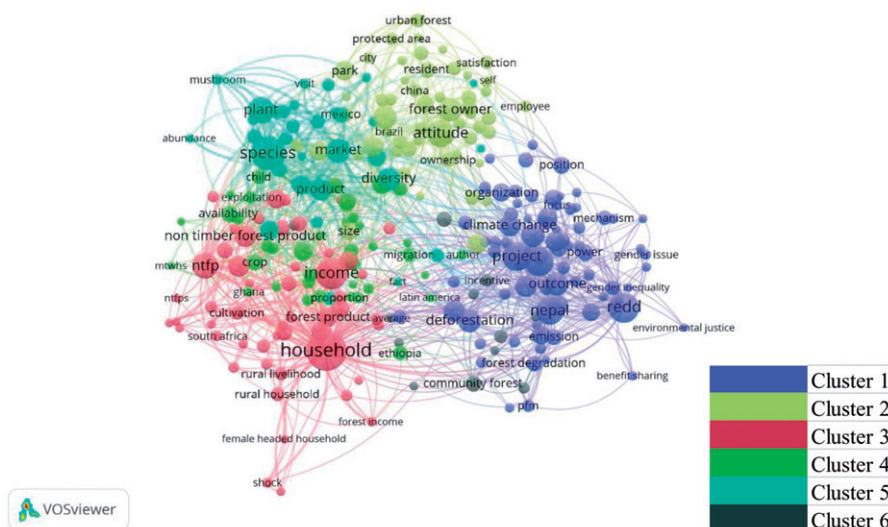 urban forest
protected area
city
park
resident
satisfaction
self
mushroom
visit
china
plant
mexico
forest owner
employee
brazil
attitude
abundance
species
market
ownership
child
diversity
position
product
organization
exploitation
focus
availability
climate change
mechanism
non timber forest product
size
power
gender issue
migration
author
project
mtwhs
ntfp
crop
income
fact
incentive
outcome
gender inequality
ntfps
ghana
proportion
latin america
cultivation
forest product
average
deforestation
nepal
redd
environmental justice
south africa
emission
household
ethiopia
forest degradation
rural livelihood
community forest
benefit sharing
rural household
pfm
forest income
female headed household
shock
VOSviewer
Cluster 1
Cluster 2
Cluster 3
Cluster 4
Cluster 5
Cluster 6